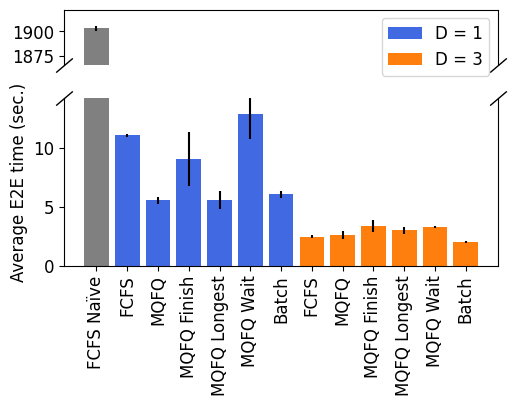 1900
1875
D = 1
D = 3
Average E2E time (sec.)
10
5
0
FCFS Naïve
FCFS
MQFQ
MQFQ Finish
MQFQ Longest
MQFQ Wait
Batch
FCFS
MQFQ
MQFQ Finish
MQFQ Longest
MQFQ Wait
Batch